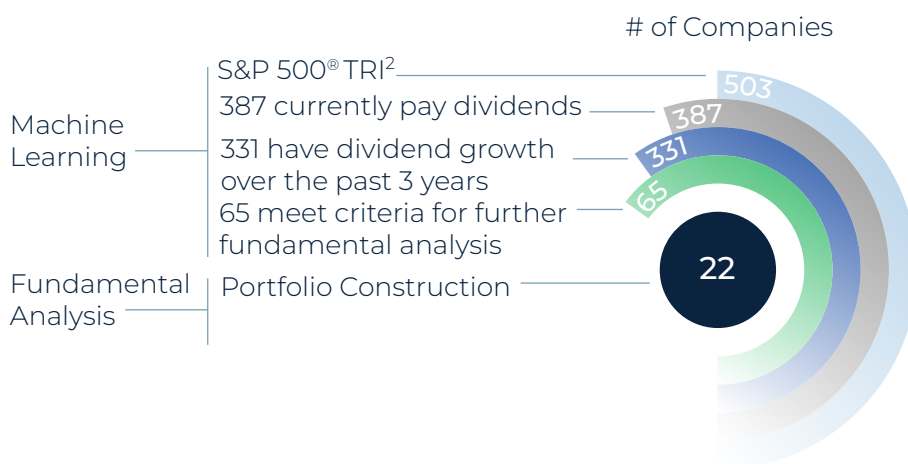 # of Companies
S&P 500® TRI²
387 currently pay dividends
Machine
Learning
331 have dividend growth
over the past 3 years
65 meet criteria for further
fundamental analysis
Fundamental
Analysis
Portfolio Construction
503
387
331
65
22